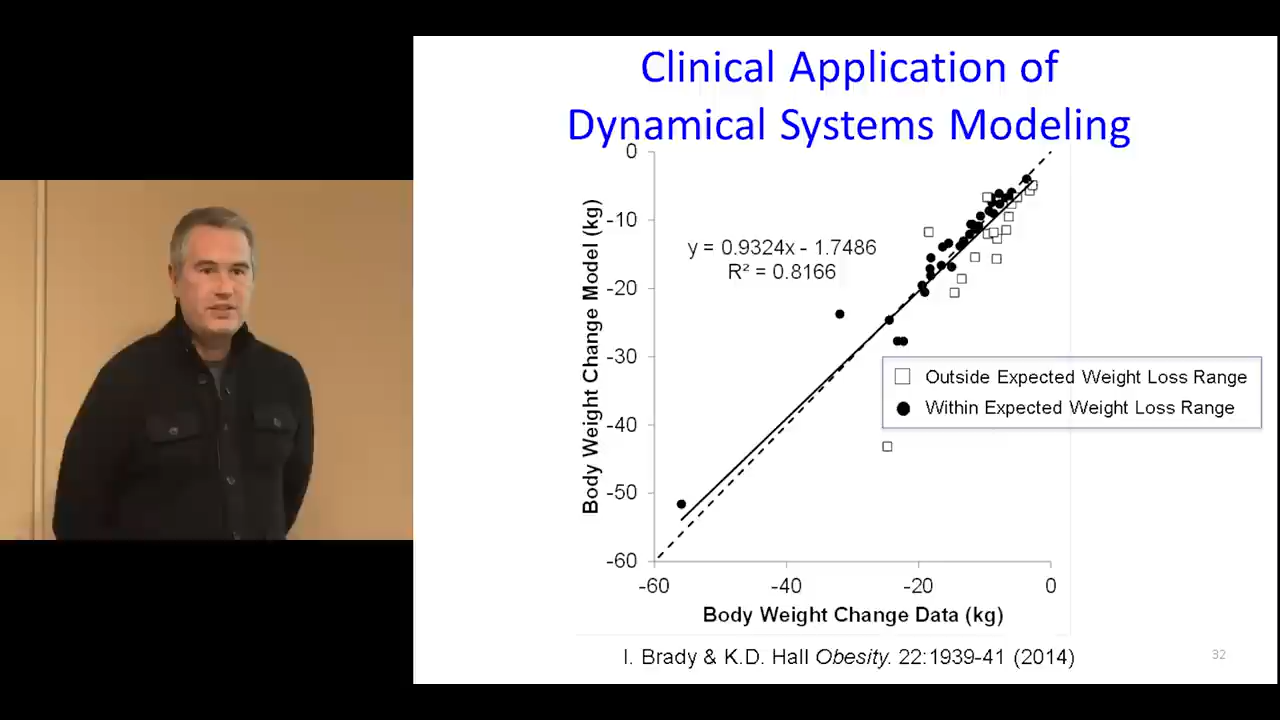 Clinical Application of
Dynamical Systems Modeling
0
-10
-20
-30
-40
-50
-60
Body Weight Change Model (kg)
y = 0.9324x - 1.7486
R² = 0.8166
Outside Expected Weight Loss Range
Within Expected Weight Loss Range
-60
-40
-20
0
Body Weight Change Data (kg)
I. Brady & K.D. Hall Obesity. 22:1939-41 (2014)
32